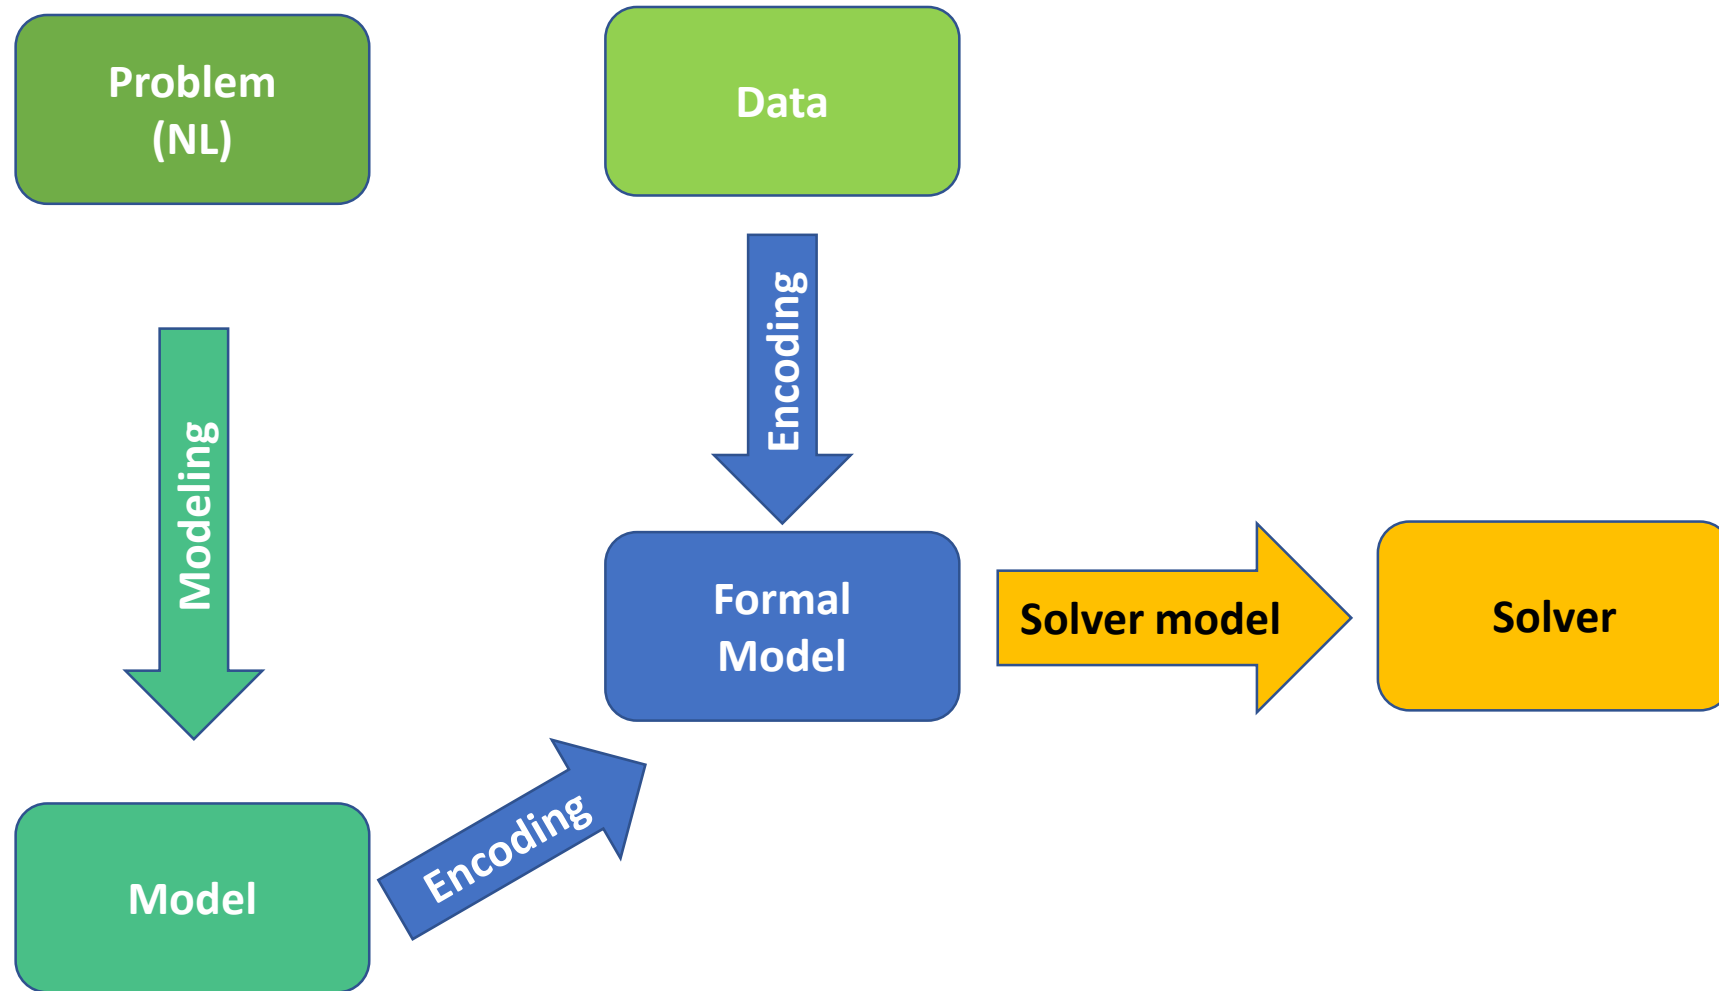 Problem
(NL)
Data
Modeling
Encoding
Formal
Model
Solver model
Solver
Encoding
Model